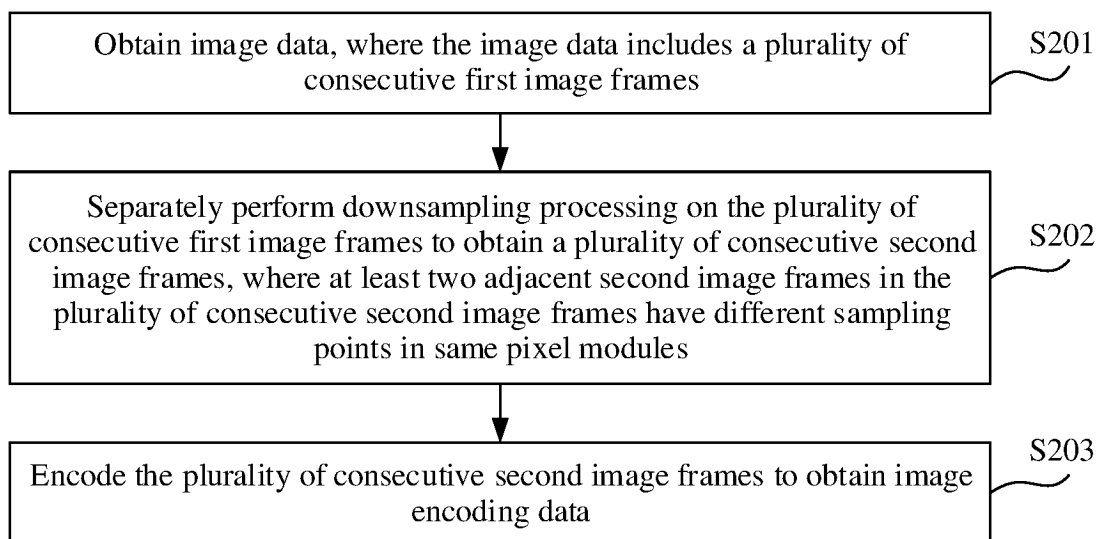 Obtain image data, where the image data includes a plurality of
consecutive first image frames
S201
Separately perform downsampling processing on the plurality of
consecutive first image frames to obtain a plurality of consecutive second
image frames, where at least two adjacent second image frames in the
plurality of consecutive second image frames have different sampling
points in same pixel modules
S202
Encode the plurality of consecutive second image frames to obtain image
encoding data
S203